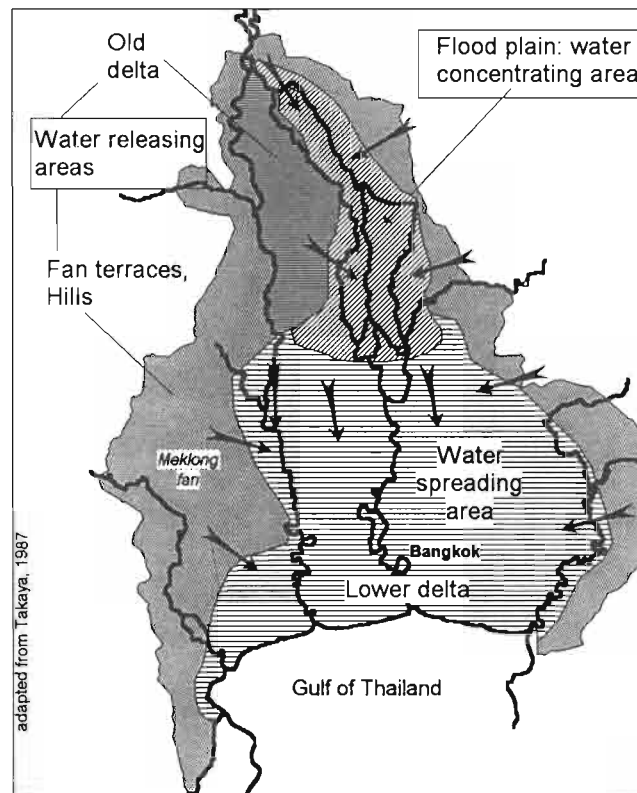 Old
delta
Flood plain: water
concentrating area
Water releasing
areas
Fan terraces,
Hills
Meklong
fan
Water
spreading
area
Bangkok
Lower delta
Gulf of Thailand
adapted from Takaya, 1987